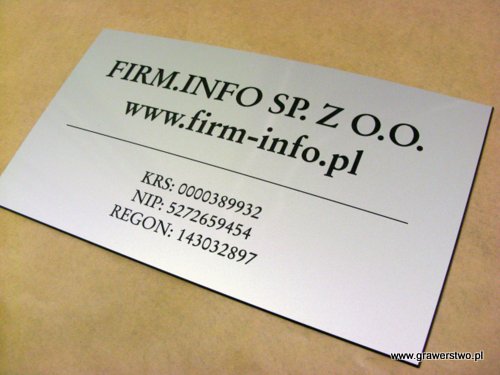 FIRM.INFO SP. Z O.O.
www.firm-info.pl
KRS: 0000389932
NIP: 5272659454
REGON: 143032897
www.grawerstwo.pl